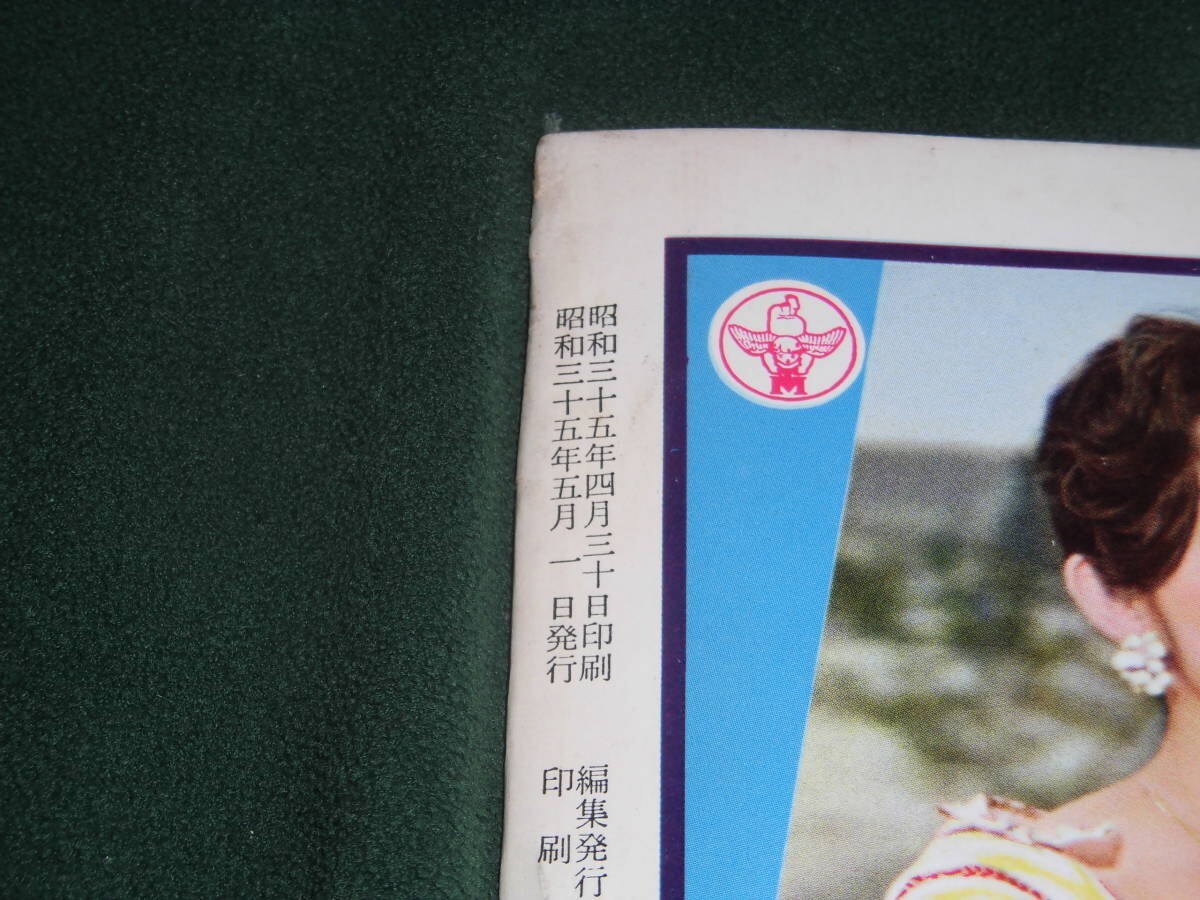 昭和三十五年四月三十日印刷
昭和三十五年五月一日発行
編集発行
印刷
M